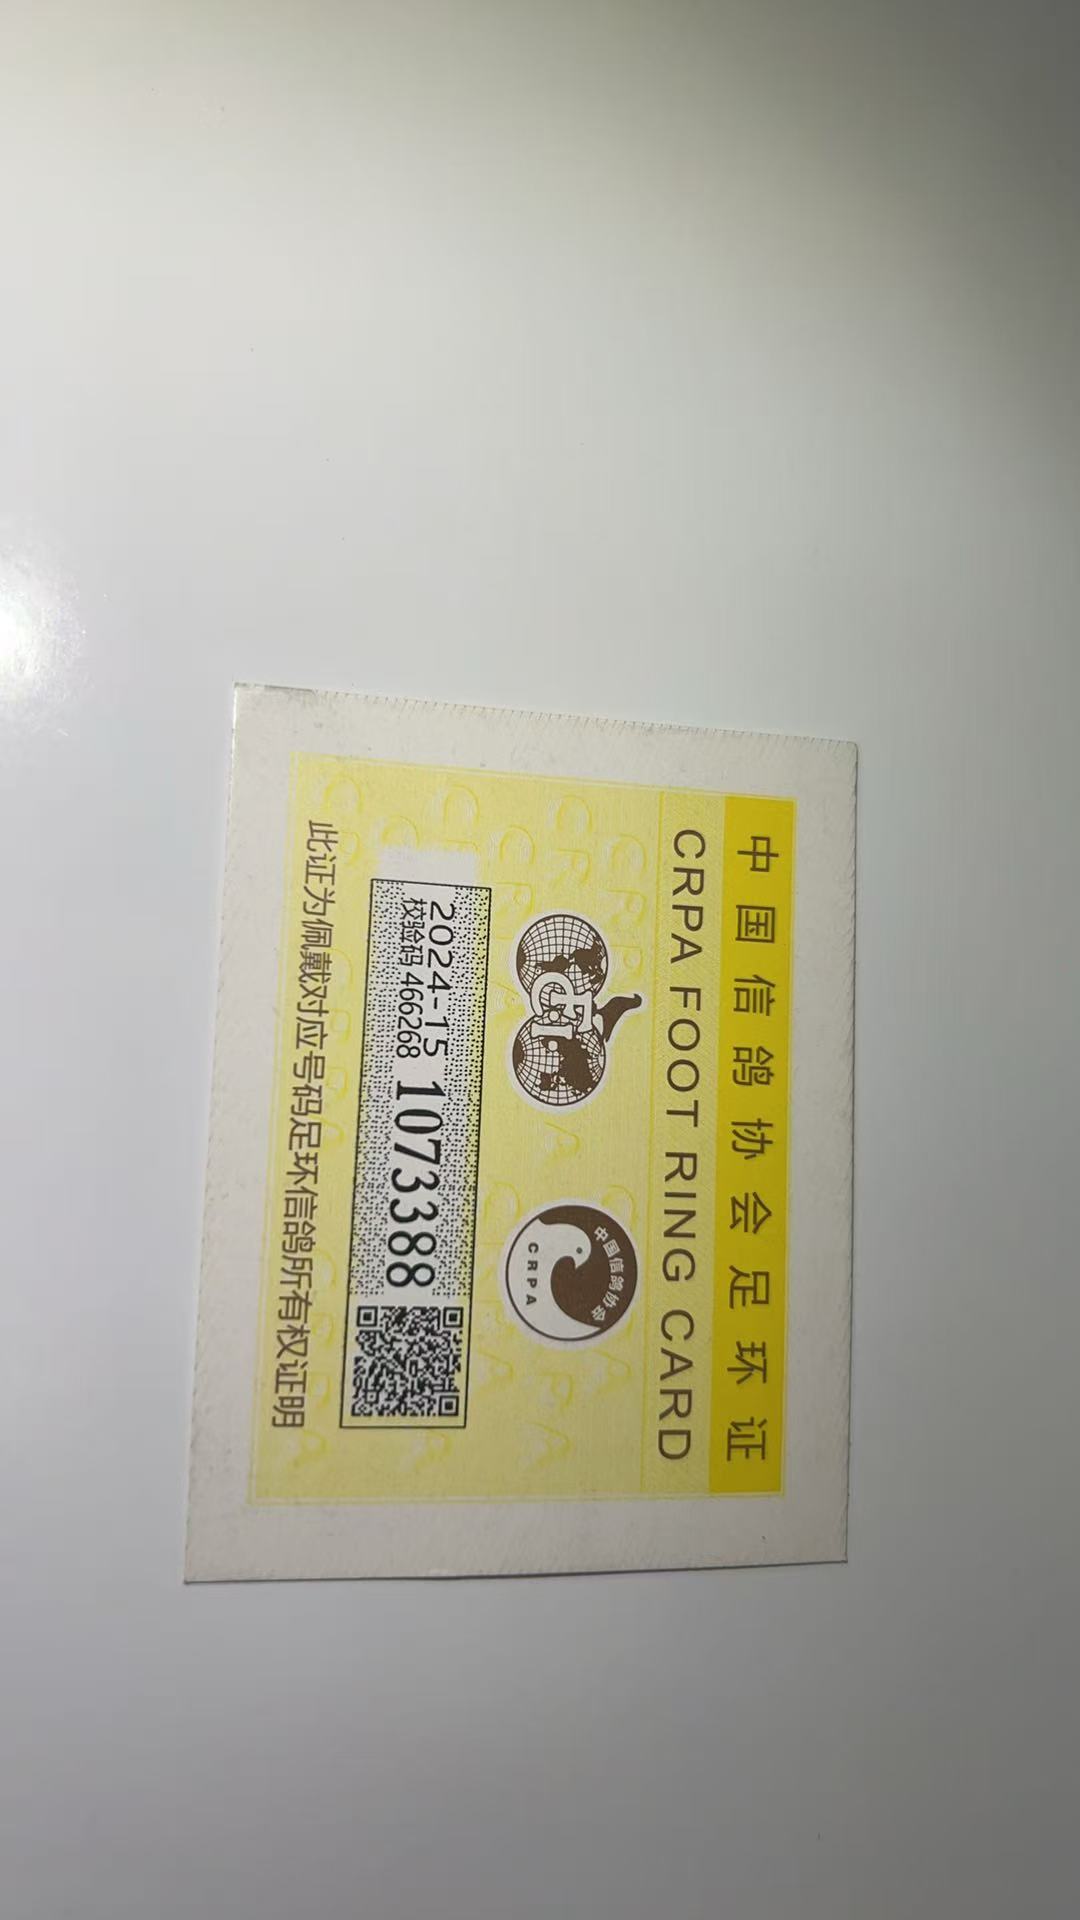 中国信鸽协会足环证
CRPA FOOT RING CARD
FCI
中国信鸽协会
CRPA
2024-15 1073388
校验码 466268
此证为佩戴对应号码足环信鸽所有权证明